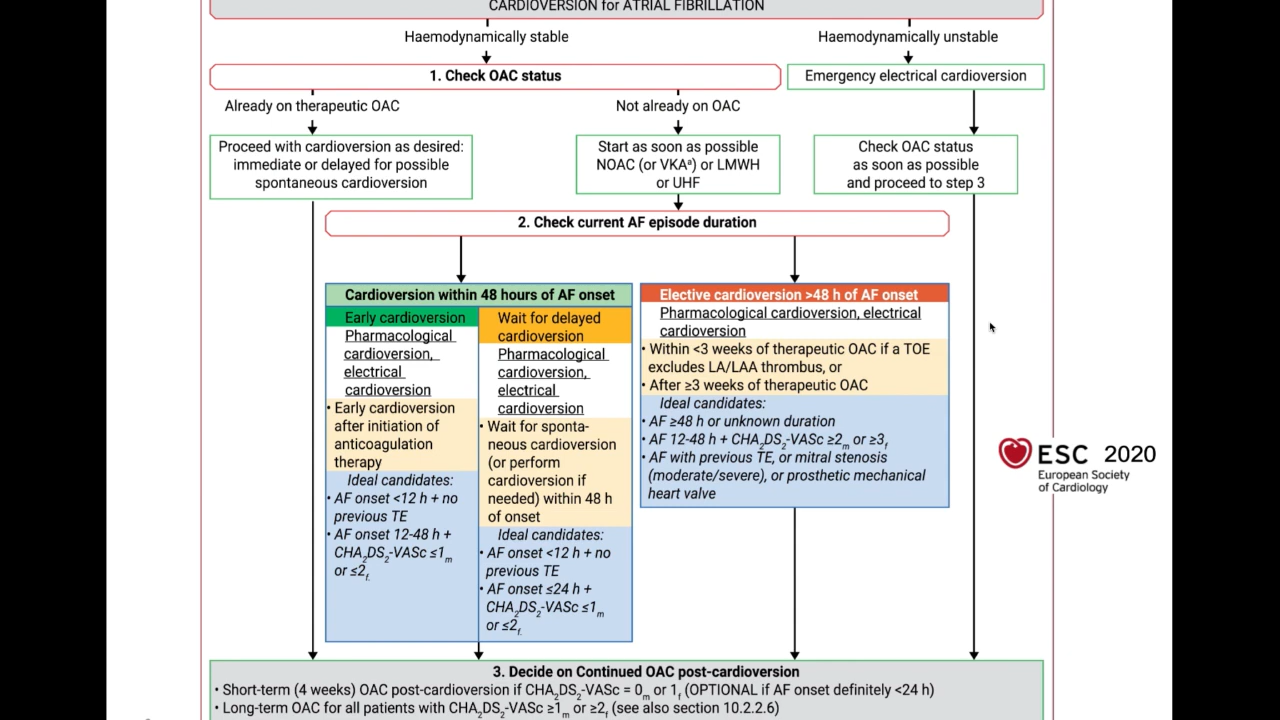 CARDIOVERSION for ATRIAL FIBRILLATION
Haemodynamically stable
Haemodynamically unstable
1. Check OAC status
Emergency electrical cardioversion
Already on therapeutic OAC
Not already on OAC
Proceed with cardioversion as desired:
immediate or delayed for possible
spontaneous cardioversion
Start as soon as possible
NOAC (or VKAª) or LMWH
or UHF
Check OAC status
as soon as possible
and proceed to step 3
2. Check current AF episode duration
Cardioversion within 48 hours of AF onset
Early cardioversion
Pharmacological
cardioversion,
electrical
cardioversion
• Early cardioversion
after initiation of
anticoagulation
therapy
Ideal candidates:
• AF onset <12 h + no
previous TE
• AF onset 12-48 h +
CHA₂DS₂-VASc ≤1m
or ≤2f.
Wait for delayed
cardioversion
Pharmacological
cardioversion,
electrical
cardioversion
• Wait for sponta-
neous cardioversion
(or perform
cardioversion if
needed) within 48 h
of onset
Ideal candidates:
• AF onset <12 h + no
previous TE
• AF onset ≤24 h +
CHA₂DS₂-VASc ≤1m
or ≤2f.
Elective cardioversion >48 h of AF onset
Pharmacological cardioversion, electrical
cardioversion
• Within <3 weeks of therapeutic OAC if a TOE
excludes LA/LAA thrombus, or
• After ≥3 weeks of therapeutic OAC
Ideal candidates:
• AF ≥48 h or unknown duration
• AF 12-48 h + CHA₂DS₂-VASc ≥2m or ≥3f
• AF with previous TE, or mitral stenosis
(moderate/severe), or prosthetic mechanical
heart valve
ESC 2020
European Society
of Cardiology
3. Decide on Continued OAC post-cardioversion
• Short-term (4 weeks) OAC post-cardioversion if CHA₂DS₂-VASc = 0m or 1f (OPTIONAL if AF onset definitely <24 h)
• Long-term OAC for all patients with CHA₂DS₂-VASc ≥1m or ≥2f (see also section 10.2.2.6)